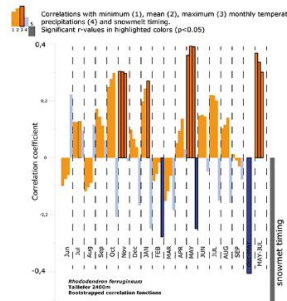 Correlations with minimum (1), mean (2), maximum (3) monthly temperat
precipitations (4) and snowmelt timing.
Significant r-values in highlighted colors (p<0.05)
1 2 3 4 5
0,4
0,2
0
-0,2
-0,4
Correlation coefficient
Jun
Jul
Aug
Sep
Oct
Nov
Dec
JAN
FEB
MAR
APR
MAY
JUN
JUL
AUG
SEP
MAY-JUL
snowmelt timing
Rhododendron ferrugineum
Taillefer 2400m
Bootstrapped correlation functions